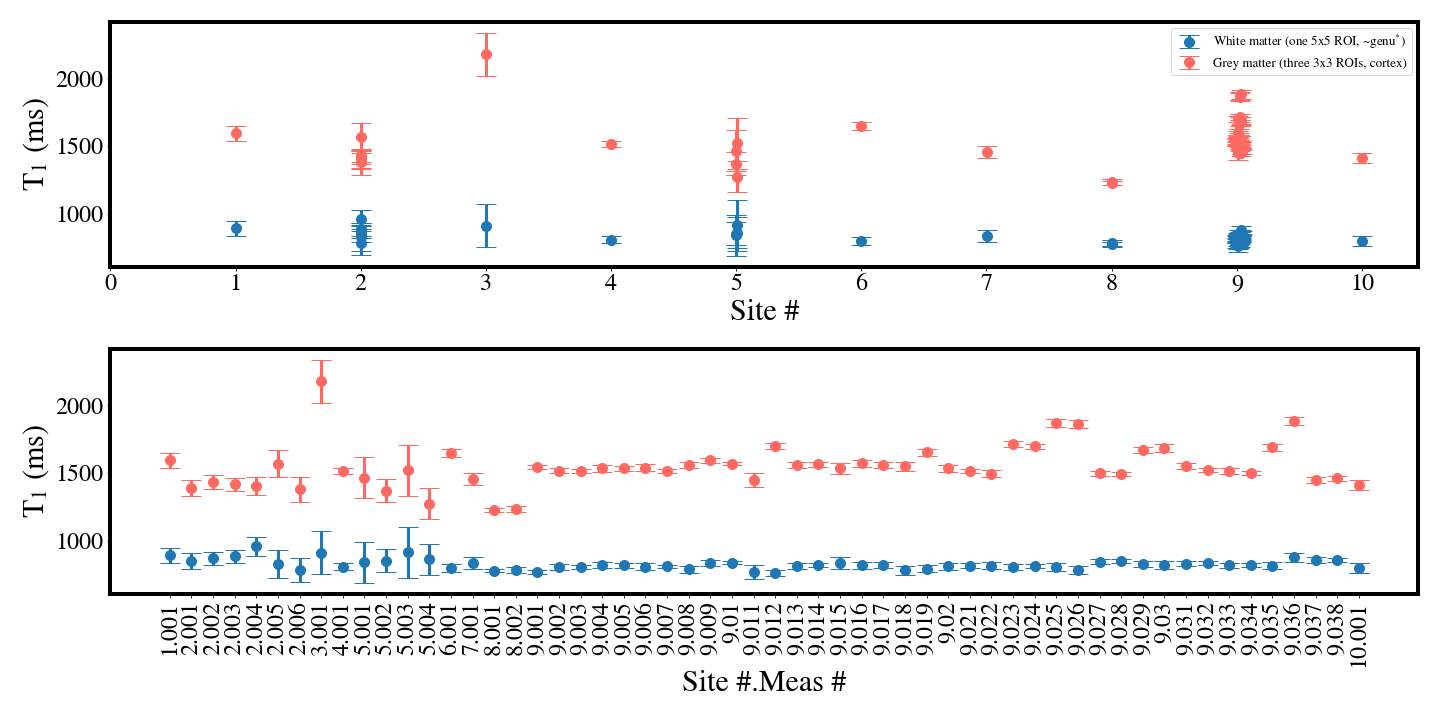 White matter (one 5x5 ROI, ~genu*)
Grey matter (three 3x3 ROIs, cortex)
T1 (ms)
2000
1500
1000
0 1 2 3 4 5 6 7 8 9 10
Site #
T1 (ms)
2000
1500
1000
1.001 2.001 2.002 2.003 2.004 2.005 2.006 3.001 4.001 5.001 5.002 5.003 5.004 6.001 7.001 8.001 8.002 9.001 9.002 9.003 9.004 9.005 9.006 9.007 9.008 9.009 9.01 9.011 9.012 9.013 9.014 9.015 9.016 9.017 9.018 9.019 9.02 9.021 9.022 9.023 9.024 9.025 9.026 9.027 9.028 9.029 9.03 9.031 9.032 9.033 9.034 9.035 9.036 9.037 9.038 10.001
Site #.Meas #